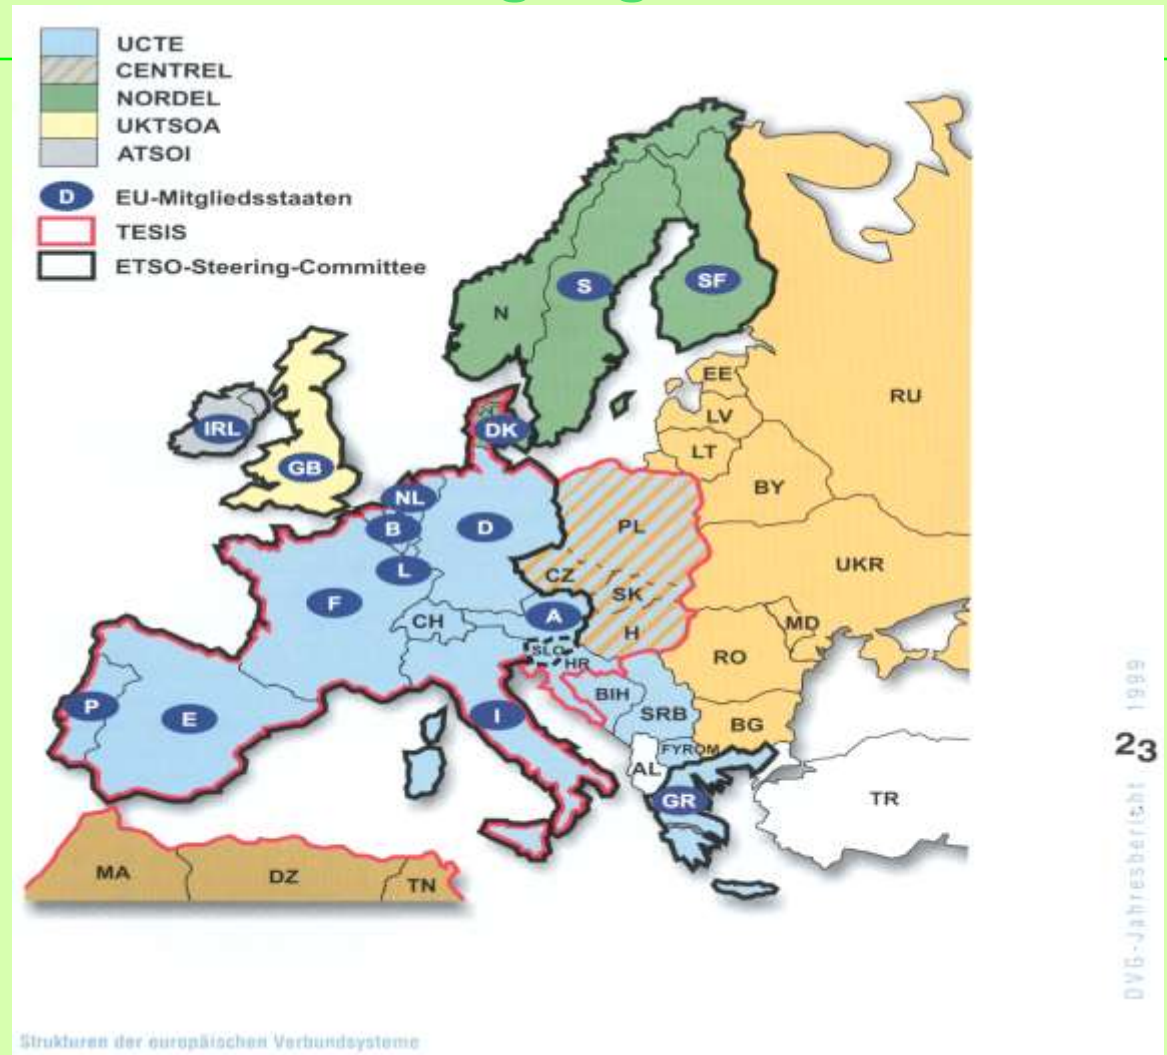 UCTE
CENTREL
NORDEL
UKTSOA
ATSOI
D EU-Mitgliedsstaaten
TESIS
ETSO-Steering-Committee
N
S
SF
EE
RU
LV
IRL
DK
LT
GB
BY
NL
B
D
PL
L
CZ
UKR
SK
F
A
CH
H
MD
SLO
HR
RO
BIH
P
E
I
SRB
BG
FYROM
AL
GR
TR
MA
DZ
TN
23
DVG-Jahresbericht 1999
Strukturen der europäischen Verbundsysteme